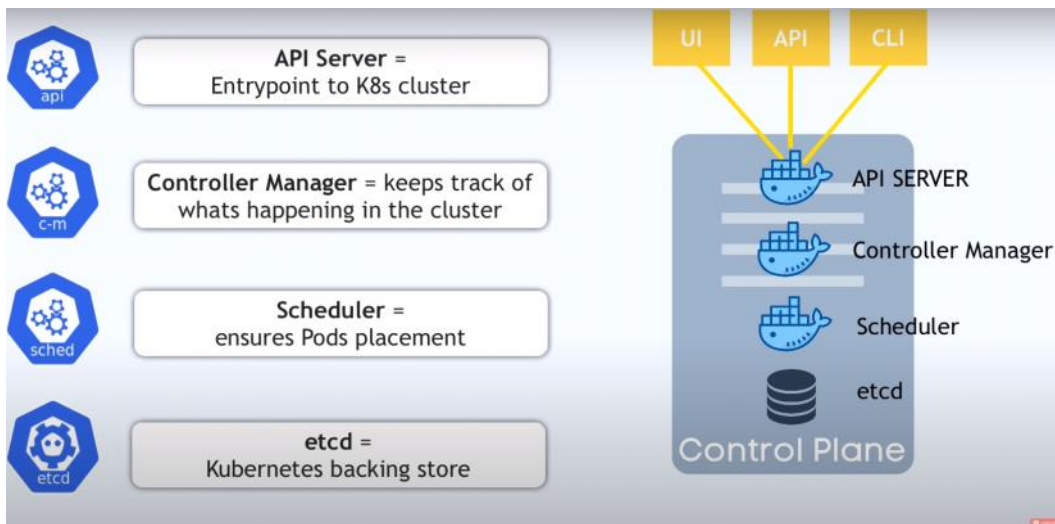 api
API Server =
Entrypoint to K8s cluster
c-m
Controller Manager = keeps track of
whats happening in the cluster
sched
Scheduler =
ensures Pods placement
etcd
etcd =
Kubernetes backing store
UI
API
CLI
API SERVER
Controller Manager
Scheduler
etcd
Control Plane